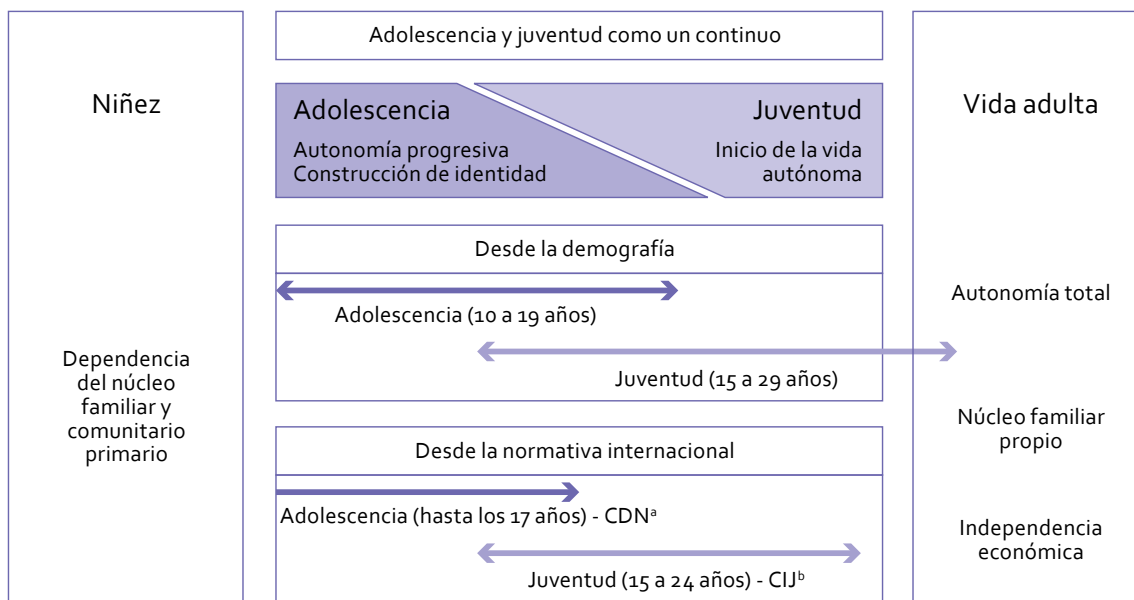 Adolescencia y juventud como un continuo
Niñez
Adolescencia
Autonomía progresiva
Construcción de identidad
Juventud
Inicio de la vida
autónoma
Vida adulta
Desde la demografía
Adolescencia (10 a 19 años)
Juventud (15 a 29 años)
Autonomía total
Dependencia
del núcleo
familiar y
comunitario
primario
Núcleo familiar
propio
Desde la normativa internacional
Adolescencia (hasta los 17 años) - CDNᵃ
Juventud (15 a 24 años) - CIJᵇ
Independencia
económica